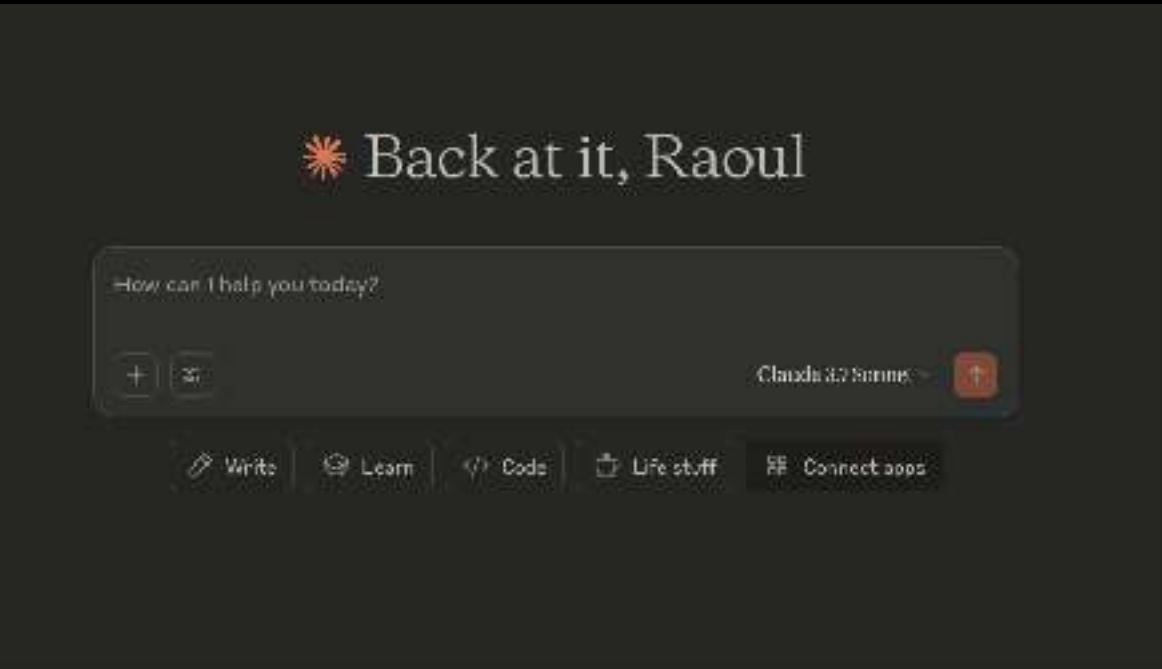 Back at it, Raoul
How can I help you today?
Claude 3.7 Sonnet
Write
Learn
Code
Life stuff
Connect apps